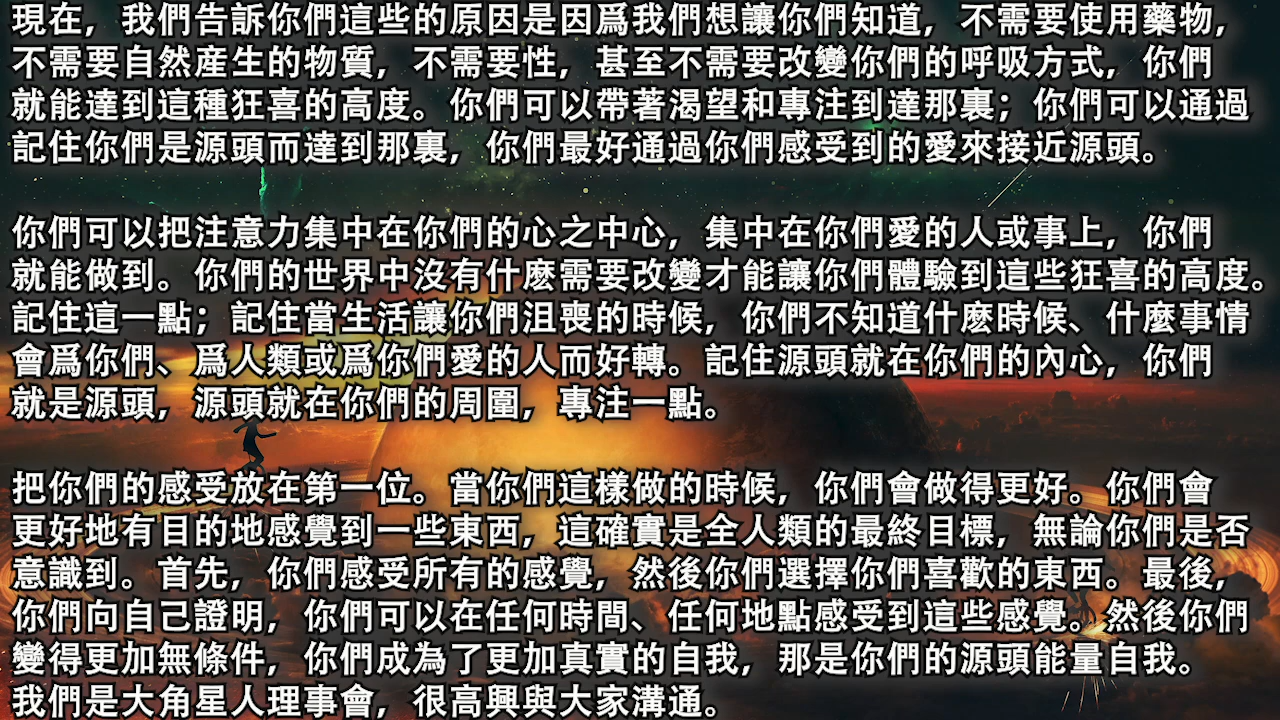 現在，我們告訴你們這些的原因是因爲我們想讓你們知道，不需要使用藥物，
不需要自然産生的物質，不需要性，甚至不需要改變你們的呼吸方式，你們
就能達到這種狂喜的高度。你們可以帶著渴望和專注到達那裏；你們可以通過
記住你們是源頭而達到那裏，你們最好通過你們感受到的愛來接近源頭。
你們可以把注意力集中在你們的心之中心，集中在你們愛的人或事上，你們
就能做到。你們的世界中沒有什麽需要改變才能讓你們體驗到這些狂喜的高度。
記住這一點；記住當生活讓你們沮喪的時候，你們不知道什麽時候、什麼事情
會爲你們、爲人類或爲你們愛的人而好轉。記住源頭就在你們的內心，你們
就是源頭，源頭就在你們的周圍，專注一點。
把你們的感受放在第一位。當你們這樣做的時候，你們會做得更好。你們會
更好地有目的地感覺到一些東西，這確實是全人類的最終目標，無論你們是否
意識到。首先，你們感受所有的感覺，然後你們選擇你們喜歡的東西。最後，
你們向自己證明，你們可以在任何時間、任何地點感受到這些感覺。然後你們
變得更加無條件，你們成為了更加真實的自我，那是你們的源頭能量自我。
我們是大角星人理事會，很高興與大家溝通。